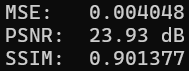 MSE: 0.004048
PSNR: 23.93 dB
SSIM: 0.901377